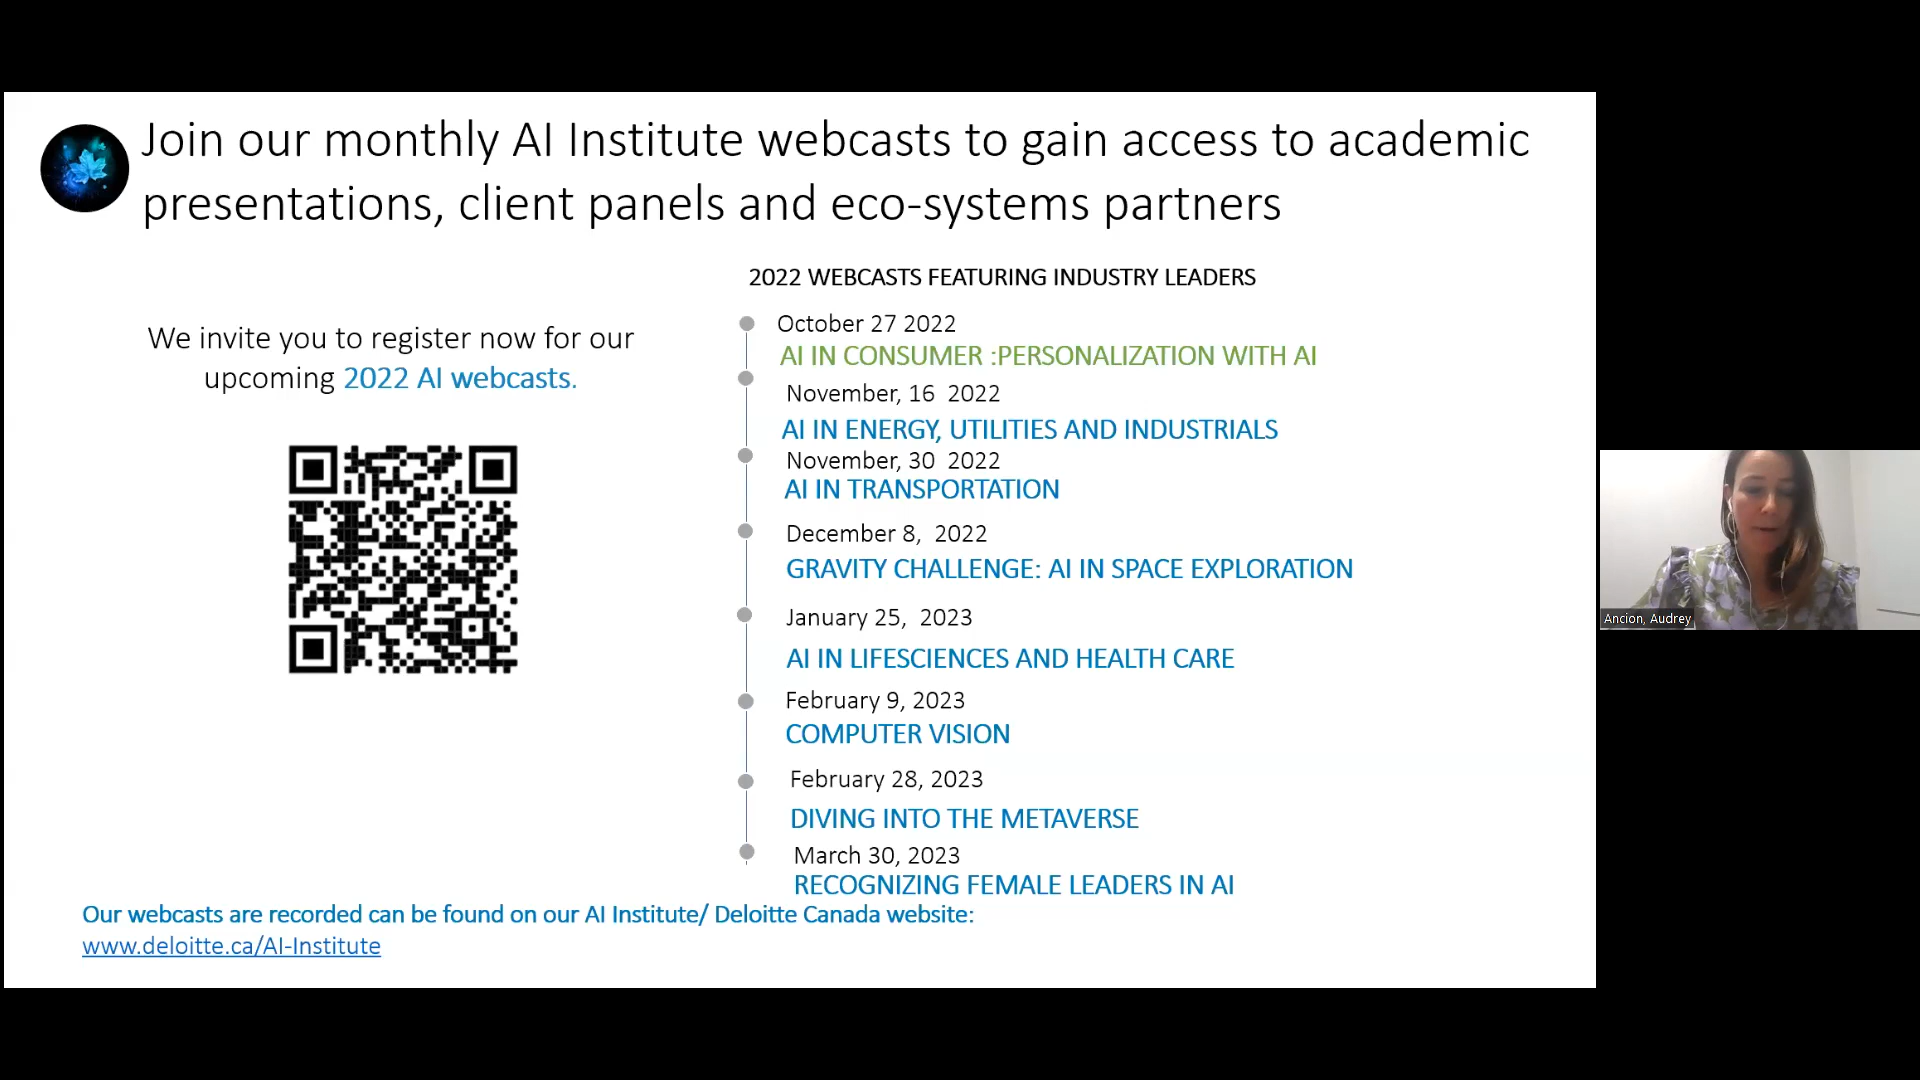 Join our monthly AI Institute webcasts to gain access to academic
presentations, client panels and eco-systems partners
We invite you to register now for our
upcoming 2022 AI webcasts.
2022 WEBCASTS FEATURING INDUSTRY LEADERS
October 27 2022
AI IN CONSUMER :PERSONALIZATION WITH AI
November, 16 2022
AI IN ENERGY, UTILITIES AND INDUSTRIALS
November, 30 2022
AI IN TRANSPORTATION
December 8, 2022
GRAVITY CHALLENGE: AI IN SPACE EXPLORATION
January 25, 2023
AI IN LIFESCIENCES AND HEALTH CARE
February 9, 2023
COMPUTER VISION
February 28, 2023
DIVING INTO THE METAVERSE
March 30, 2023
RECOGNIZING FEMALE LEADERS IN AI
Our webcasts are recorded can be found on our AI Institute/ Deloitte Canada website:
www.deloitte.ca/AI-Institute
Ancion, Audrey